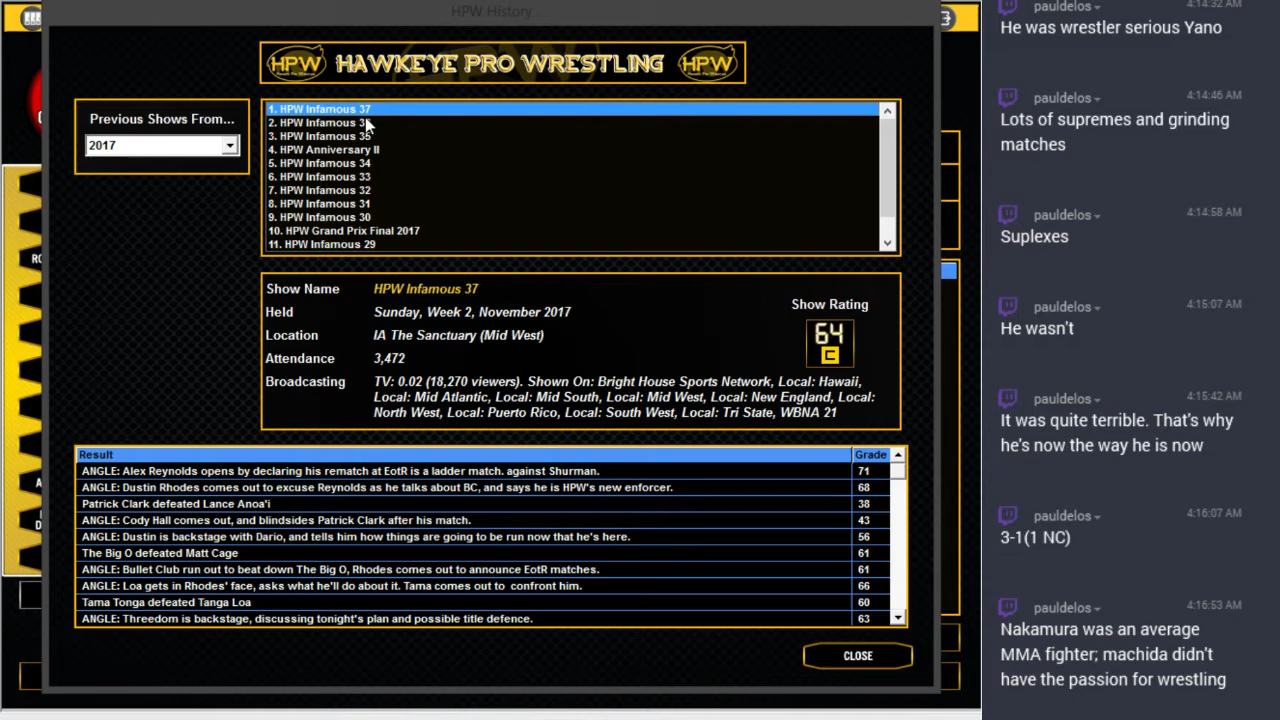 HPW History...
HPW HAWKEYE PRO WRESTLING HPW
Previous Shows From...
2017
1. HPW Infamous 37
2. HPW Infamous
3. HPW Infamous 35
4. HPW Anniversary II
5. HPW Infamous 34
6. HPW Infamous 33
7. HPW Infamous 32
8. HPW Infamous 31
9. HPW Infamous 30
10. HPW Grand Prix Final 2017
11. HPW Infamous 29
Show Name HPW Infamous 37
Held Sunday, Week 2, November 2017
Location IA The Sanctuary (Mid West)
Attendance 3,472
Broadcasting TV: 0.02 (18,270 viewers). Shown On: Bright House Sports Network, Local: Hawaii,
Local: Mid Atlantic, Local: Mid South, Local: Mid West, Local: New England, Local:
North West, Local: Puerto Rico, Local: South West, Local: Tri State, WBNA 21
Show Rating
64
C
Result Grade
ANGLE: Alex Reynolds opens by declaring his rematch at EotR is a ladder match. against Shurman. 71
ANGLE: Dustin Rhodes comes out to excuse Reynolds as he talks about BC, and says he is HPW's new enforcer. 68
Patrick Clark defeated Lance Anoa'i 38
ANGLE: Cody Hall comes out, and blindsides Patrick Clark after his match. 43
ANGLE: Dustin is backstage with Dario, and tells him how things are going to be run now that he's here. 56
The Big O defeated Matt Cage 61
ANGLE: Bullet Club run out to beat down The Big O, Rhodes comes out to announce EotR matches. 61
ANGLE: Loa gets in Rhodes' face, asks what he'll do about it. Tama comes out to confront him. 66
Tama Tonga defeated Tanga Loa 60
ANGLE: Threedom is backstage, discussing tonight's plan and possible title defence. 63
CLOSE
RO
A
D
pauldelos 4:14:32 AM
He was wrestler serious Yano
pauldelos 4:14:46 AM
Lots of supremes and grinding
matches
pauldelos 4:14:58 AM
Suplexes
pauldelos 4:15:07 AM
He wasn't
pauldelos 4:15:42 AM
It was quite terrible. That's why
he's now the way he is now
pauldelos 4:16:07 AM
3-1(1 NC)
pauldelos 4:16:53 AM
Nakamura was an average
MMA fighter; machida didn't
have the passion for wrestling